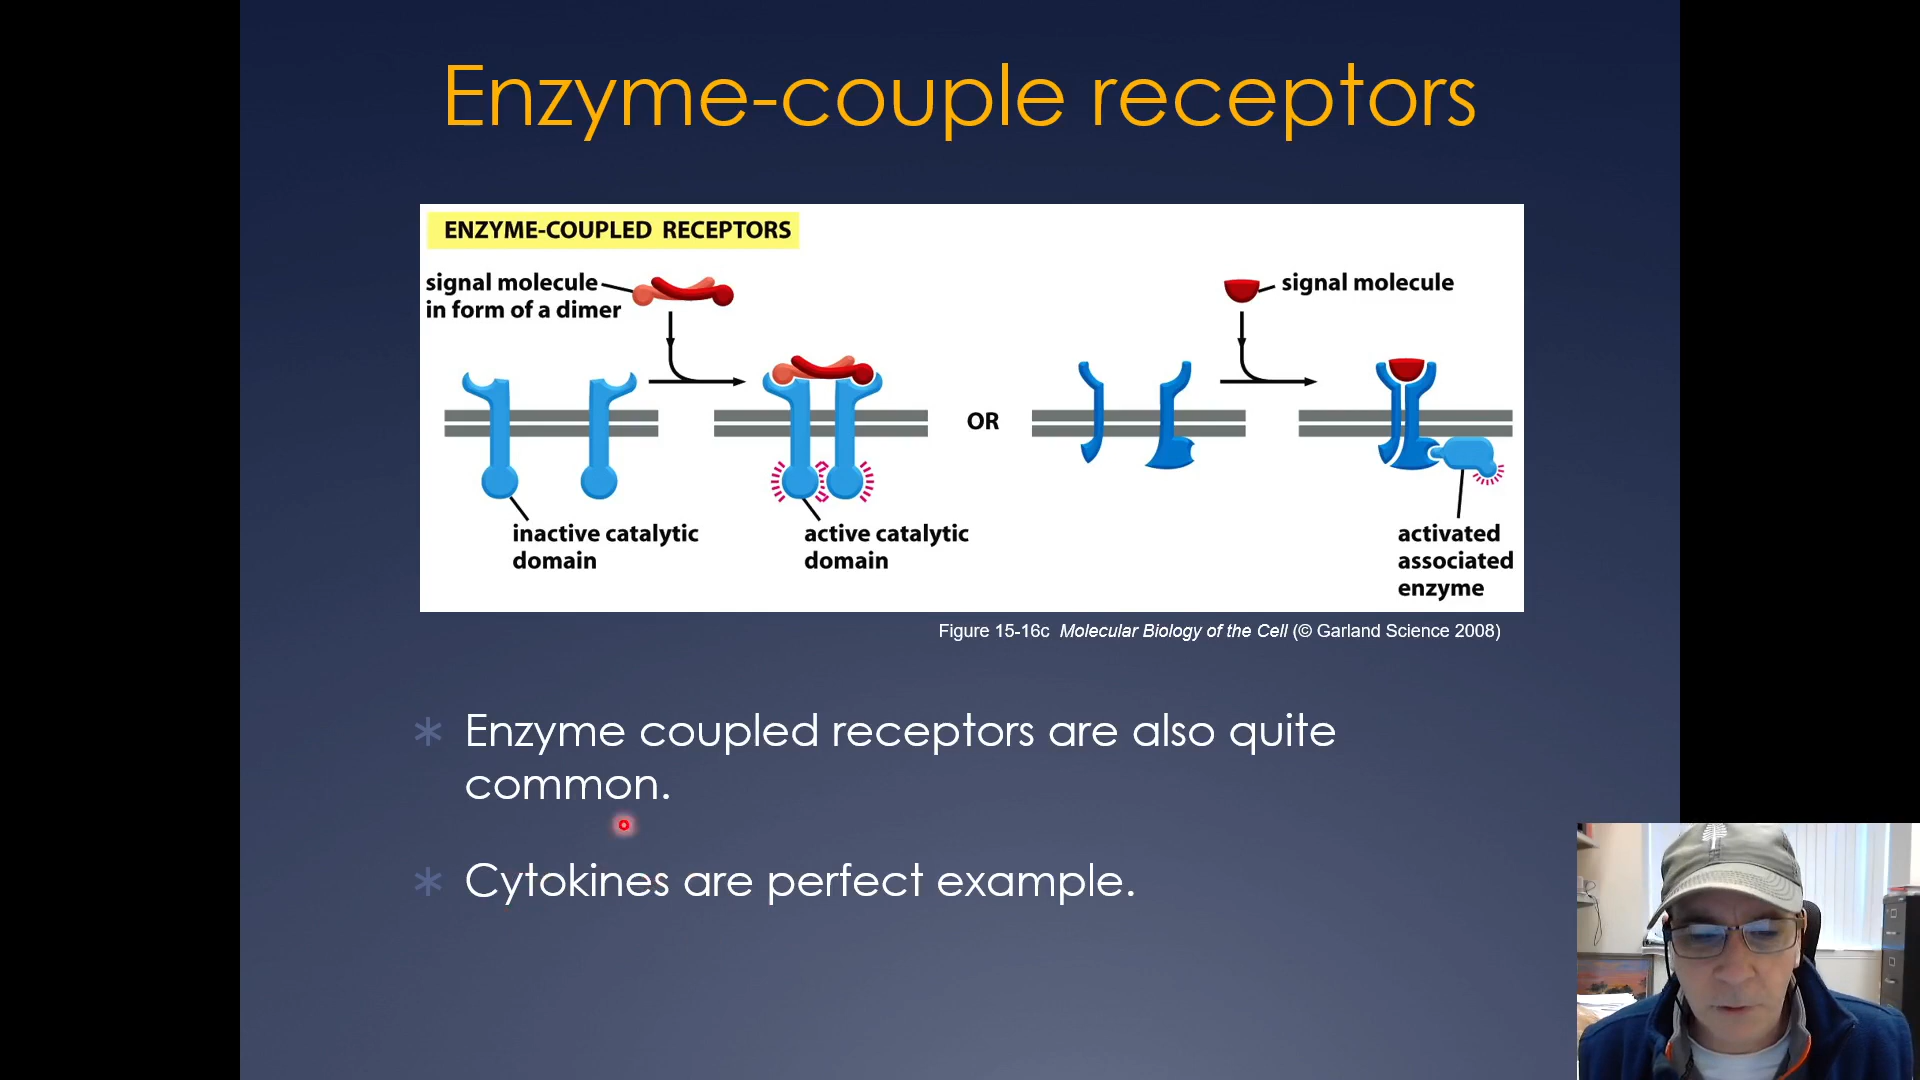 Enzyme-couple receptors
ENZYME-COUPLED RECEPTORS
signal molecule
in form of a dimer
signal molecule
OR
inactive catalytic
domain
active catalytic
domain
activated
associated
enzyme
Figure 15-16c Molecular Biology of the Cell (© Garland Science 2008)
Enzyme coupled receptors are also quite
common.
Cytokines are perfect example.